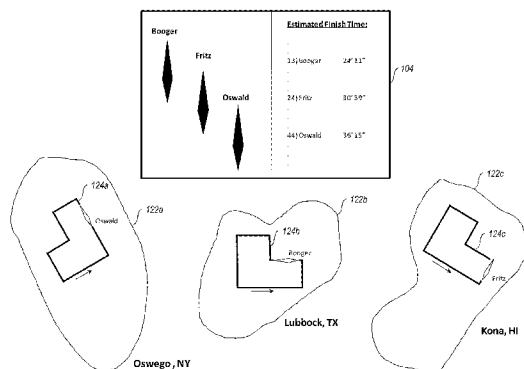 Booger
Fritz
Oswald
Estimated Finish Time:
13) Booger 24' 11"
24) Fritz 30' 39"
44) Oswald 36' 15"
104
124a
122a
Oswald
Oswego, NY
124b
122b
Booger
Lubbock, TX
122c
124c
Fritz
Kona, HI